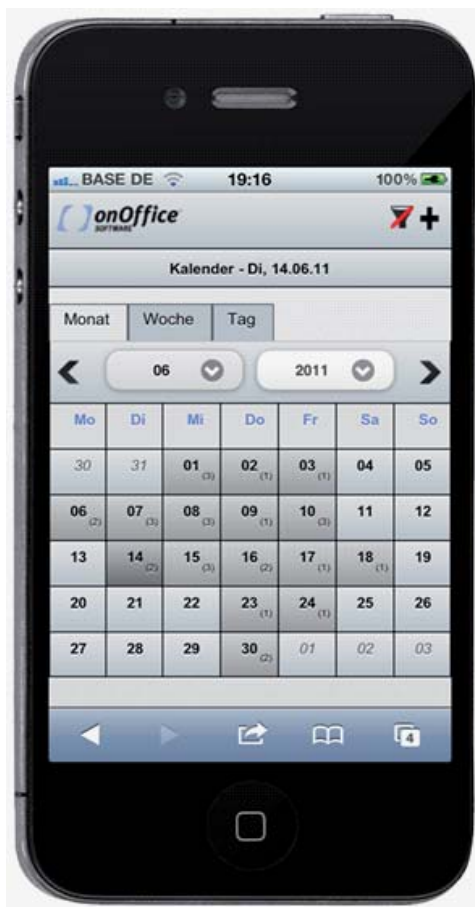 BASE DE 19:16 100%
[ ] onOffice
SOFTWARE
Kalender - Di, 14.06.11
Monat Woche Tag
06 2011
Mo Di Mi Do Fr Sa So
30 31 01 (3) 02 (1) 03 (1) 04 05
06 (2) 07 (3) 08 (3) 09 (1) 10 (3) 11 12
13 14 (2) 15 (3) 16 (2) 17 (1) 18 (1) 19
20 21 22 23 (1) 24 (1) 25 26
27 28 29 30 (2) 01 02 03
4